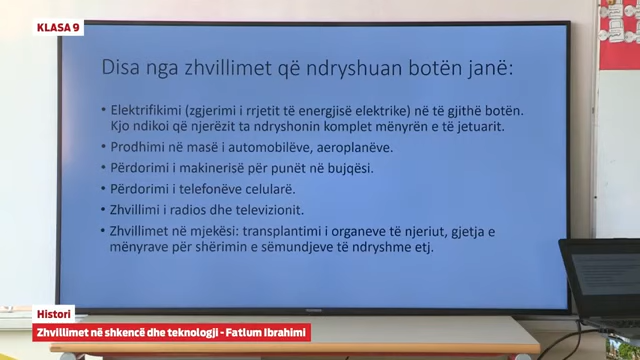 KLASA 9
Disa nga zhvillimet që ndryshuan botën janë:
• Elektrifikimi (zgjerimi i rrjetit të energjisë elektrike) në të gjithë botën.
Kjo ndikoi që njerëzit ta ndryshonin komplet mënyrën e të jetuarit.
• Prodhimi në masë i automobilëve, aeroplanëve.
• Përdorimi i makinerisë për punët në bujqësi.
• Përdorimi i telefonëve celularë.
• Zhvillimi i radios dhe televizionit.
• Zhvillimet në mjekësi: transplantimi i organeve të njeriut, gjetja e
mënyrave për shërimin e sëmundjeve të ndryshme etj.
Histori
Zhvillimet në shkencë dhe teknologji - Fatlum Ibrahimi